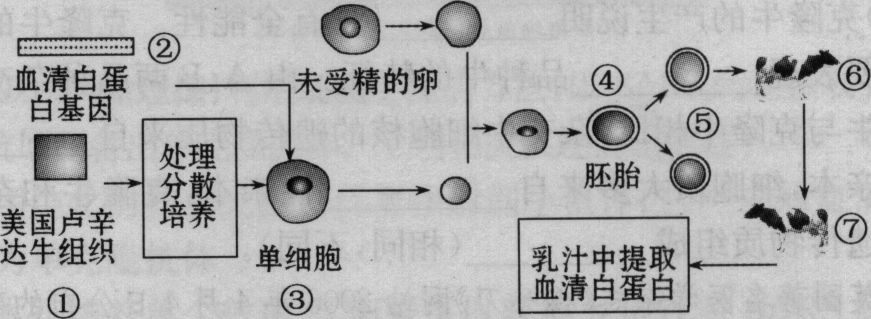 ②
血清白蛋
白基因
未受精的卵
④
⑥
⑤
处理
分散
培养
胚胎
美国卢辛
达牛组织
①
单细胞
③
乳汁中提取
血清白蛋白
⑦